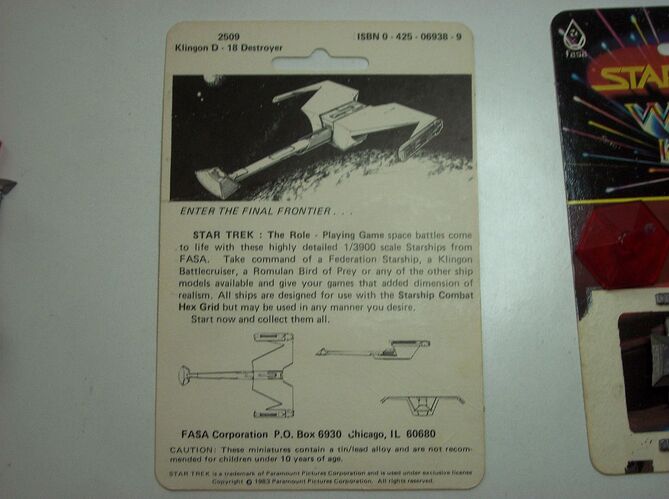 2509
Klingon D - 18 Destroyer
ISBN 0 - 425 - 06938 - 9
ENTER THE FINAL FRONTIER . . .
STAR TREK : The Role - Playing Game space battles come
to life with these highly detailed 1/3900 scale Starships from
FASA. Take command of a Federation Starship, a Klingon
Battlecruiser, a Romulan Bird of Prey or any of the other ship
models available and give your games that added dimension of
realism. All ships are designed for use with the Starship Combat
Hex Grid but may be used in any manner you desire.
Start now and collect them all.
FASA Corporation P.O. Box 6930 Chicago, IL 60680
CAUTION: These miniatures contain a tin/lead alloy and are not recom-
mended for children under 10 years of age.
STAR TREK is a trademark of Paramount Pictures Corporation and is used under exclusive license
Copyright © 1983 Paramount Pictures Corporation. All rights reserved.
fasa
STA